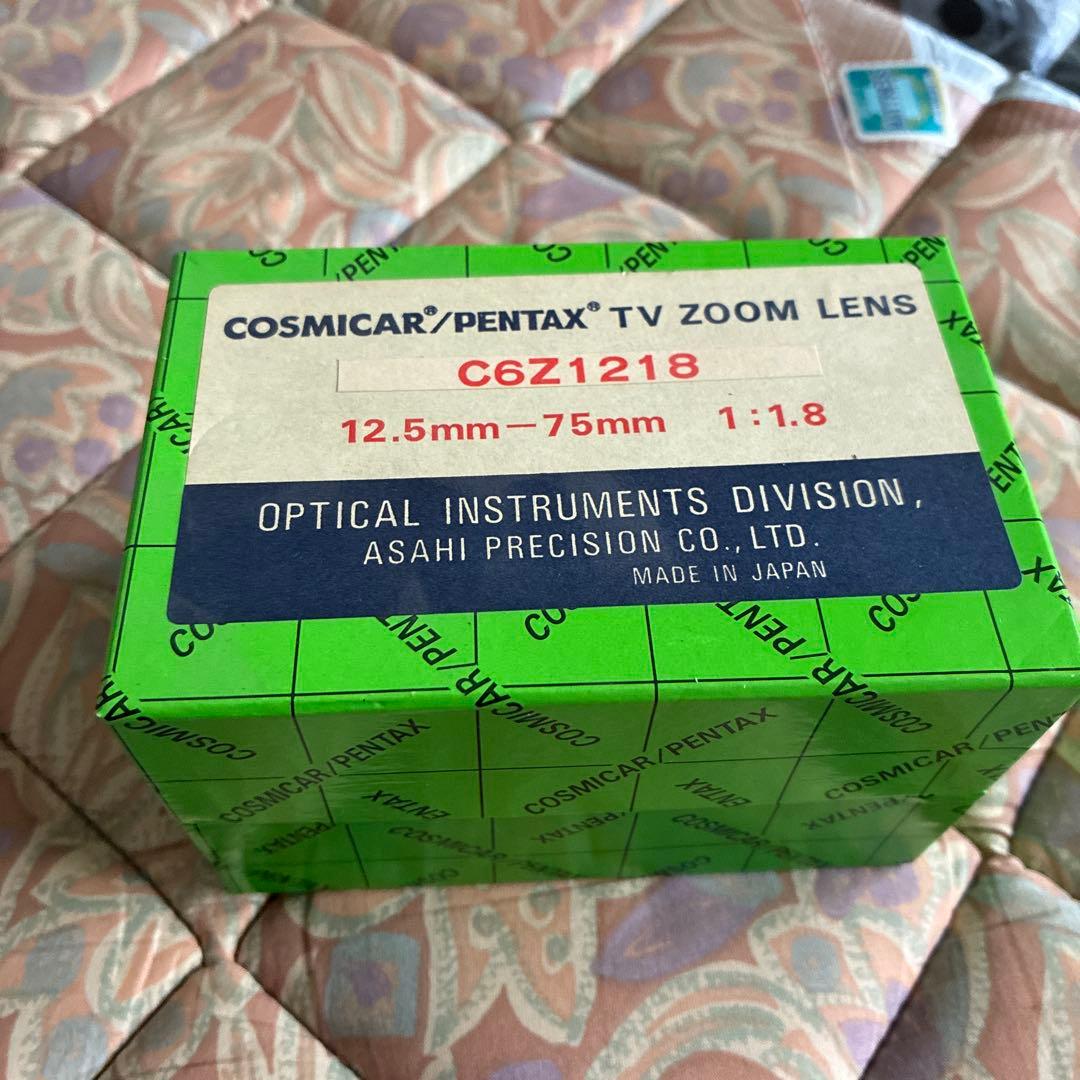 COSMICAR®/PENTAX® TV ZOOM LENS
C6Z1218
12.5mm—75mm 1:1.8
OPTICAL INSTRUMENTS DIVISION,
ASAHI PRECISION CO., LTD.
MADE IN JAPAN
COSMICAR/PENTAX
COSMICAR/PENTAX
COSMICAR/PENTAX